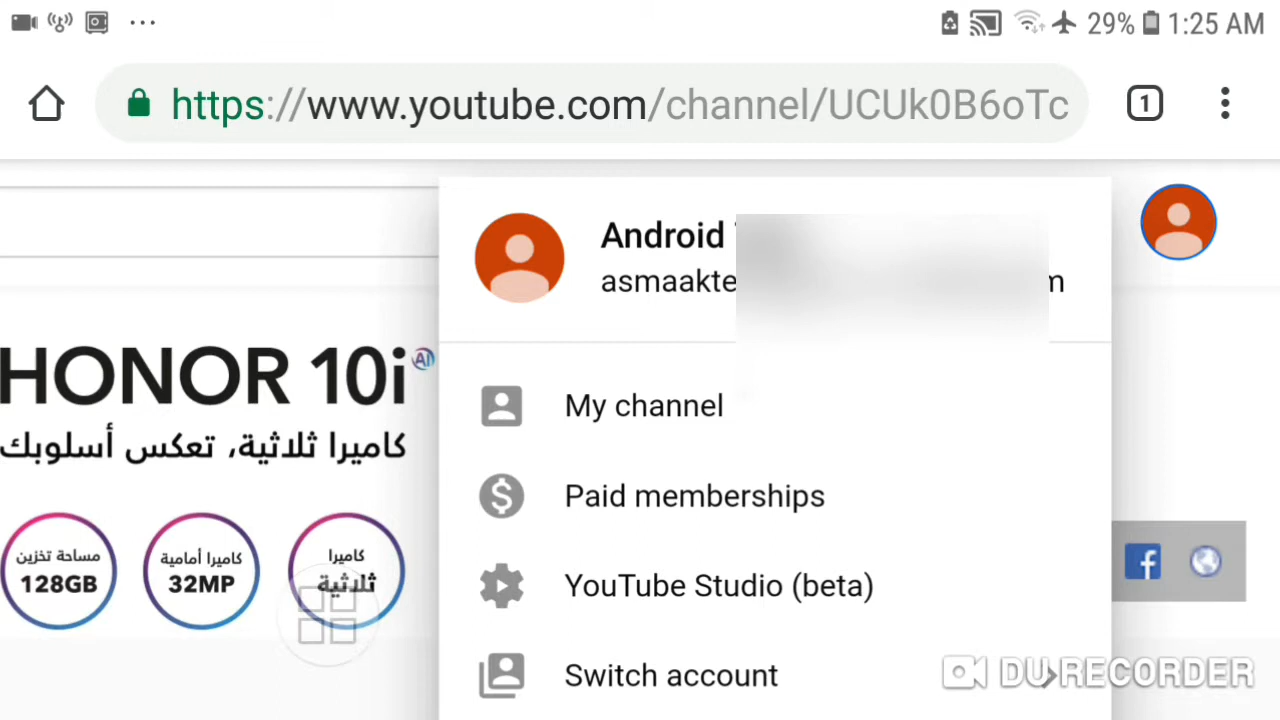 29% 1:25 AM
https://www.youtube.com/channel/UCUk0B6oTc
1
Android
asmaakte m
HONOR 10i AI
كاميرا ثلاثية، تعكس أسلوبك
كاميرا
ثلاثية
كاميرا أمامية
32MP
مساحة تخزين
128GB
My channel
Paid memberships
YouTube Studio (beta)
Switch account
DU RECORDER